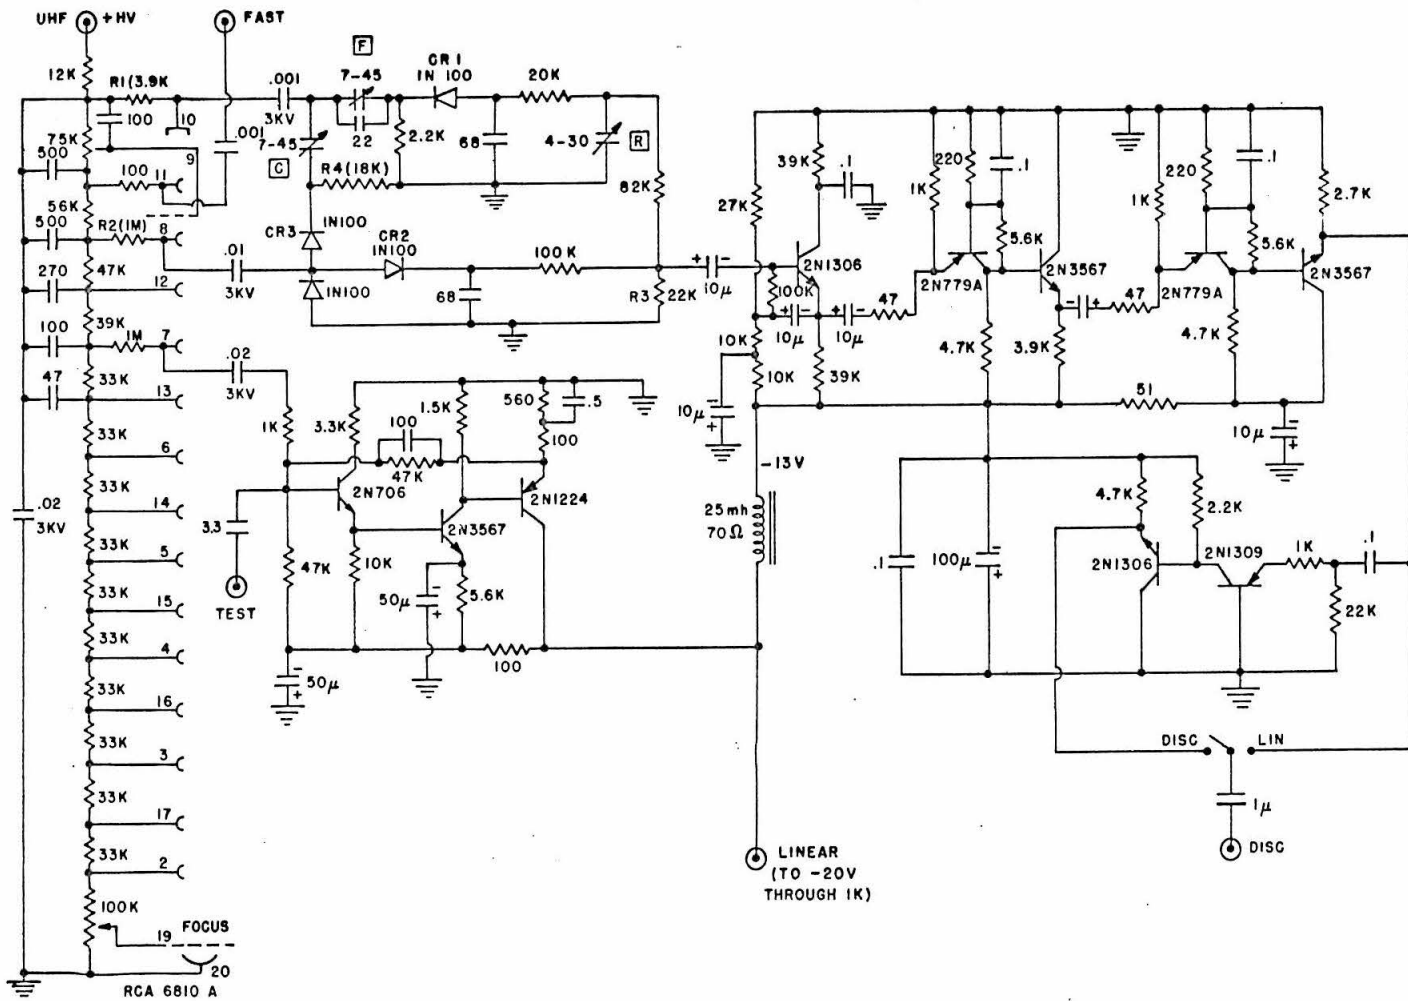 UHF +HV
FAST
12K
R1(3.9K
100
10
.001
3KV
F
7-45
22
CR1
1N 100
20K
2.2K
68
4-30
R
75K
500
.001
9
7-45
C
R4(18K)
82K
100
11
56K
500
R2(1M)
8
CR3
1N100
CR2
1N100
.01
3KV
1N100
100K
68
R3
22K
270
47K
12
39K
100
1M
7
.02
3KV
47
33K
13
33K
6
33K
14
33K
5
33K
15
33K
4
33K
16
33K
3
33K
17
33K
2
100K
19
FOCUS
20
RCA 6810 A
.02
3KV
1K
3.3K
100
47K
1.5K
560
.5
100
2N706
2N3567
2N1224
3.3
TEST
47K
10K
50μ
5.6K
50μ
100
10μ
27K
39K
.1
2N1306
100K
10μ
10μ
47
10K
10K
39K
10μ
-13V
25mh
70Ω
LINEAR
(TO -20V
THROUGH 1K)
1K
220
.1
5.6K
2N779A
2N3567
4.7K
3.9K
47
1K
220
.1
5.6K
2N779A
2N3567
2.7K
4.7K
51
10μ
.1
100μ
4.7K
2.2K
2N1306
2N1309
1K
.1
22K
DISC
LIN
1μ
DISC